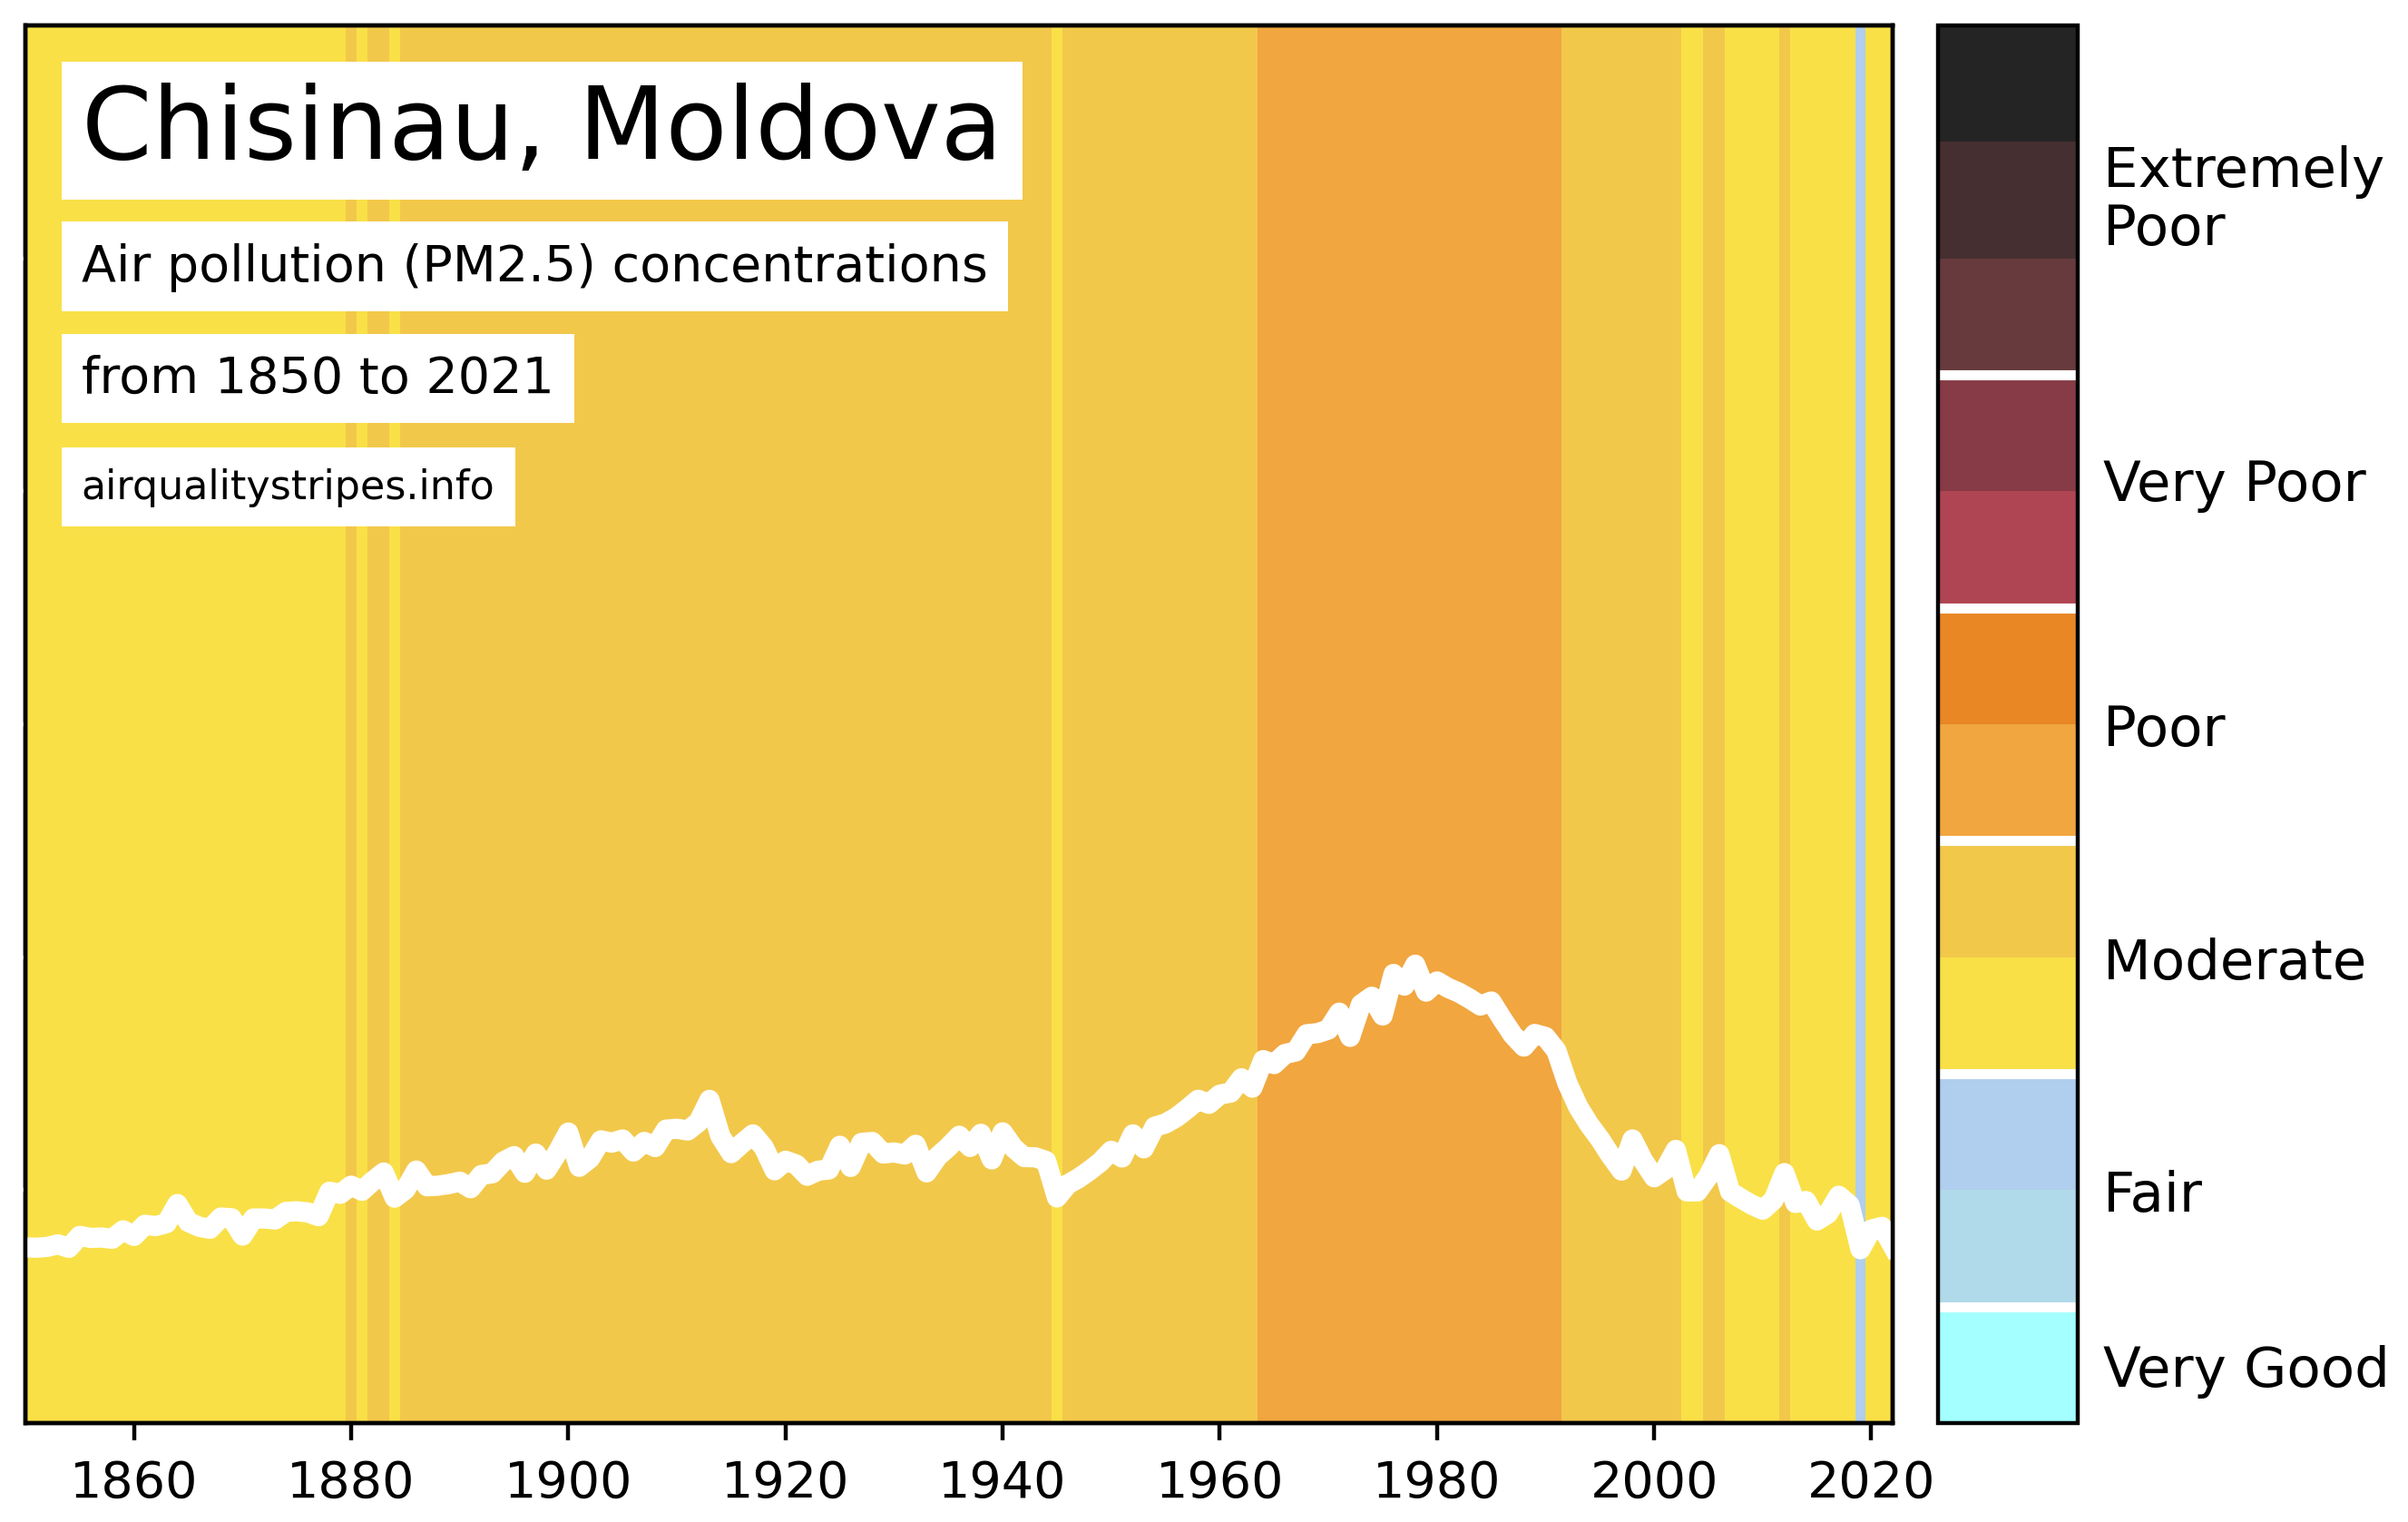 Chisinau, Moldova
Air pollution (PM2.5) concentrations
from 1850 to 2021
airqualitystripes.info
Extremely
Poor
Very Poor
Poor
Moderate
Fair
Very Good
1860 1880 1900 1920 1940 1960 1980 2000 2020